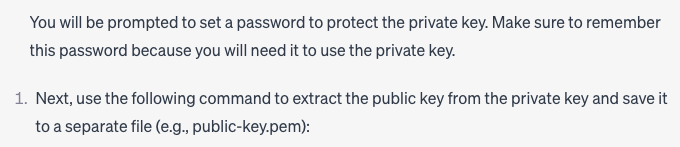 You will be prompted to set a password to protect the private key. Make sure to remember
this password because you will need it to use the private key.
1. Next, use the following command to extract the public key from the private key and save it
to a separate file (e.g., public-key.pem):